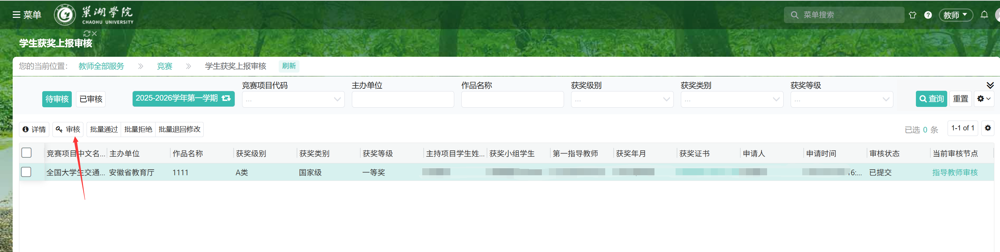 菜单 巢湖學院 菜单搜索 教师
CHAOHU UNIVERSITY
学生获奖上报审核
您的当前位置： 教师全部服务 竞赛 学生获奖上报审核 刷新
竞赛项目代码 主办单位 作品名称 获奖级别 获奖类别 获奖等级
待审核 已审核 2025-2026学年第一学期 ... ... ... ... 查询 重置
详情 审核 批量通过 批量拒绝 批量退回修改 已选 0 条 1-1 of 1
竞赛项目中文名... 主办单位 作品名称 获奖级别 获奖类别 获奖等级 主持项目学生姓... 获奖小组学生 第一指导教师 获奖年月 获奖证书 申请人 申请时间 审核状态 当前审核节点
全国大学生交通... 安徽省教育厅 1111 A类 国家级 一等奖 6:... 已提交 指导教师审核